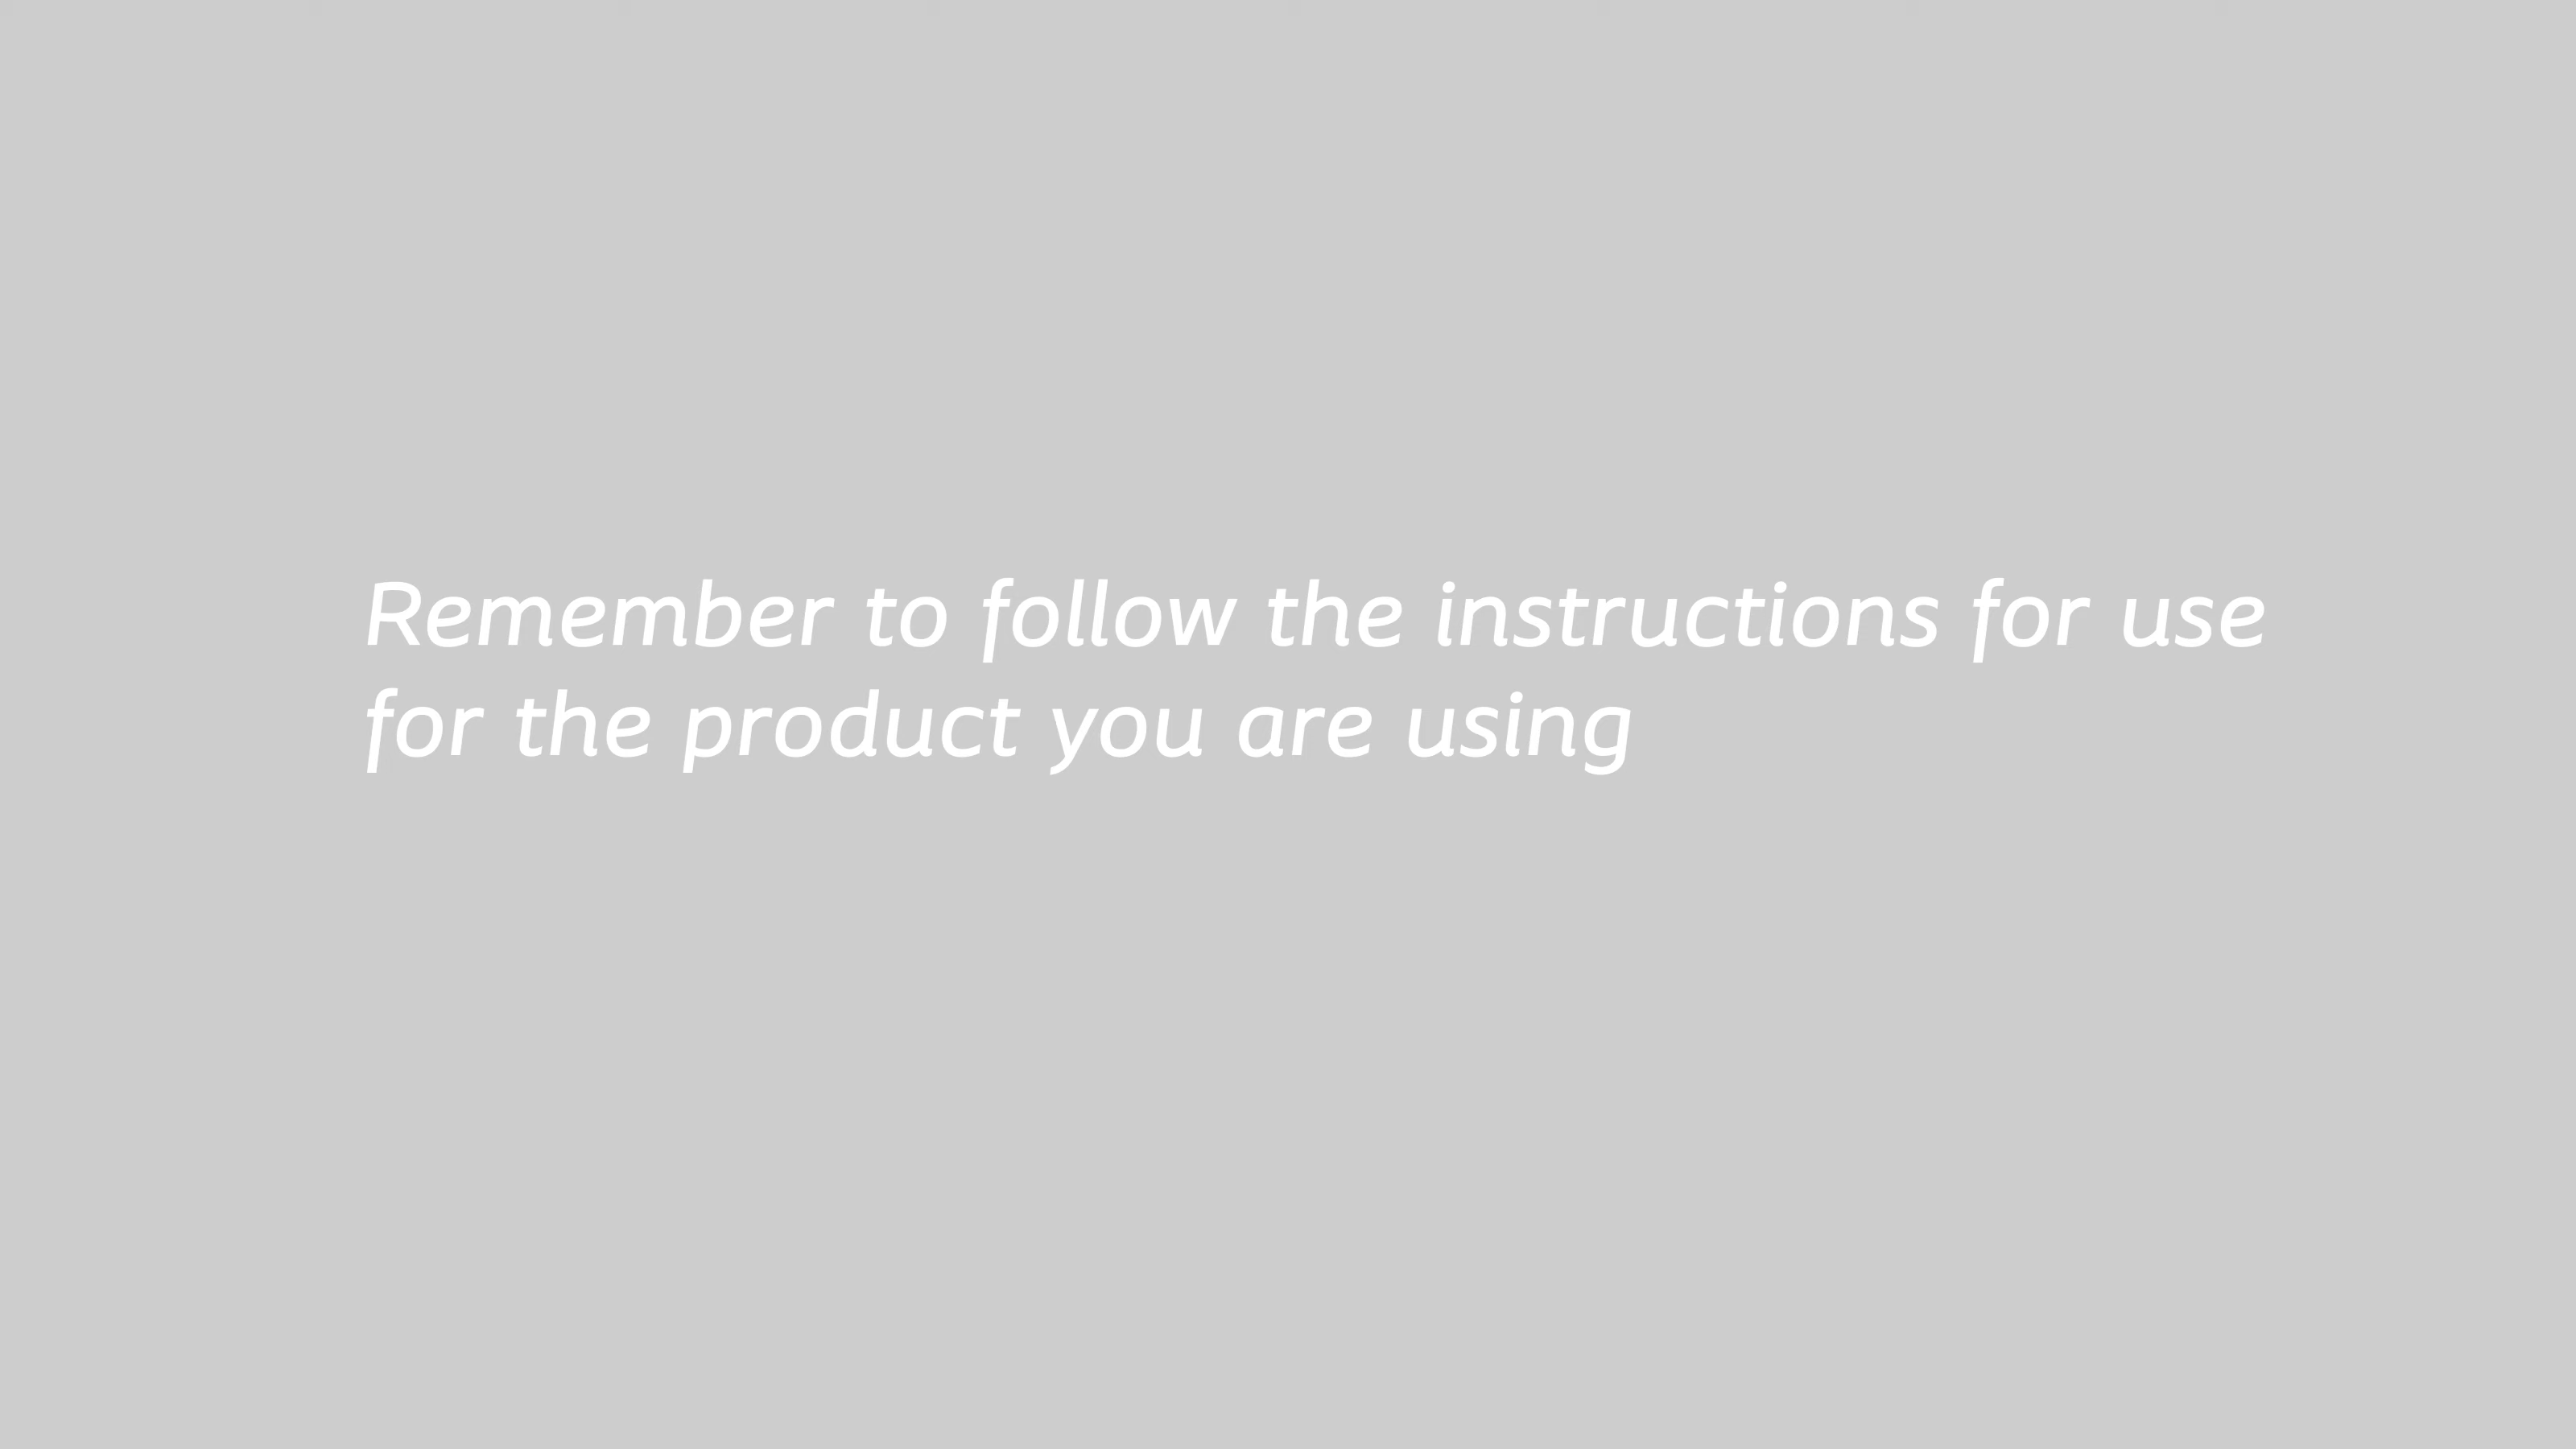 Remember to follow the instructions for use
for the product you are using